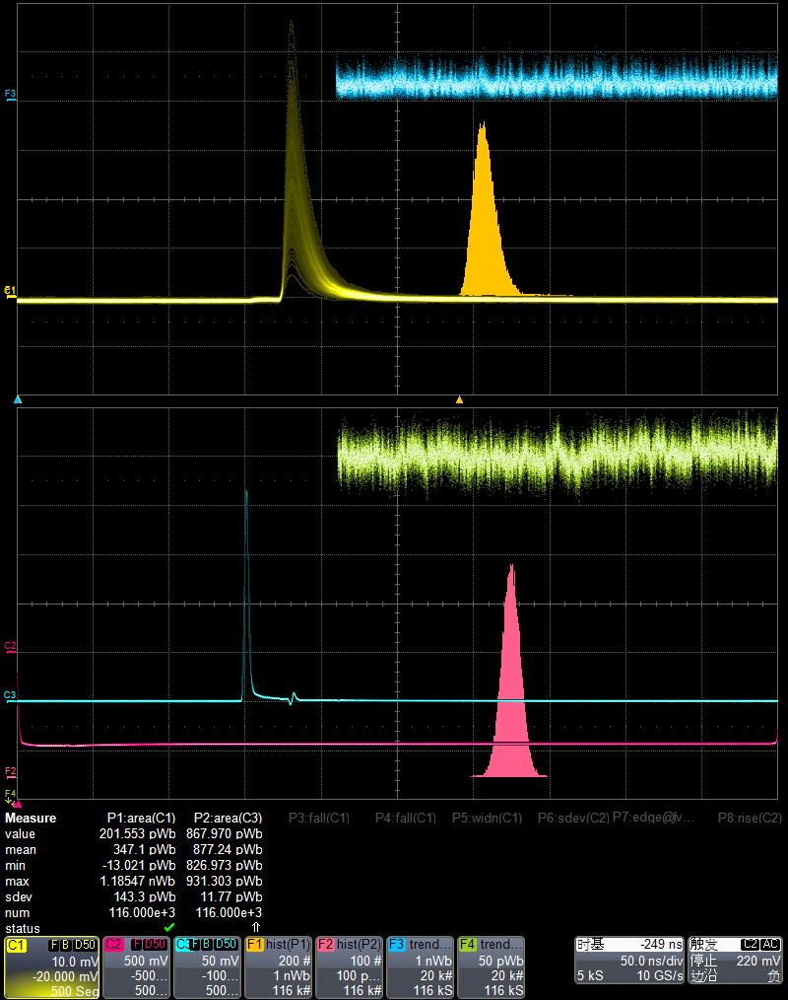 F3
C1
C2
C3
F2
F4
Measure P1:area(C1) P2:area(C3) P3:fall(C1) P4:fall(C1) P5:widn(C1) P6:sdev(C2) P7:edge@lv... P8:rise(C2)
value 201.553 pWb 867.970 pWb
mean 347.1 pWb 877.24 pWb
min -13.021 pWb 826.973 pWb
max 1.18547 nWb 931.303 pWb
sdev 143.3 pWb 11.77 pWb
num 116.000e+3 116.000e+3
status
C1 F B D50 C2 F D50 C3 F B D50 F1 hist(P1) F2 hist(P2) F3 trend... F4 trend... 时基 -249 ns 触发 C2 AC
10.0 mV 500 mV 50 mV 200 # 100 # 1 nWb 50 pWb 50.0 ns/div 停止 220 mV
-20.000 mV -500... -100... 1 nWb 100 p... 20 k# 20 k# 5 kS 10 GS/s 边沿 负
500 Seg 500... 500... 116 k# 116 k# 116 kS 116 kS